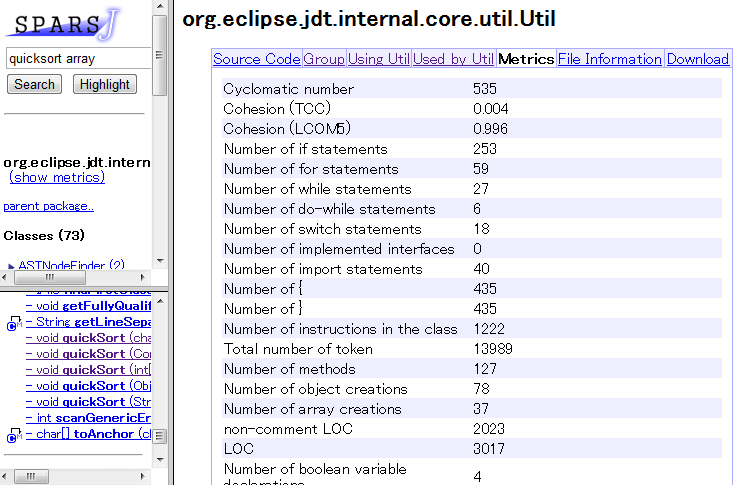 SPARS J
quicksort array
Search Highlight
org.eclipse.jdt.intern
(show metrics)
parent package..
Classes (73)
ASTNodeFinder (2)
- void getFullyQualif
- String getLineSepa
- void quickSort (cha
- void quickSort (Co
- void quickSort (int[
- void quickSort (Obj
- void quickSort (Str
- int scanGenericEr
- char[] toAnchor (cl
org.eclipse.jdt.internal.core.util.Util
Source Code Group Using Util Used by Util Metrics File Information Download
Cyclomatic number 535
Cohesion (TCC) 0.004
Cohesion (LCOM5) 0.996
Number of if statements 253
Number of for statements 59
Number of while statements 27
Number of do-while statements 6
Number of switch statements 18
Number of implemented interfaces 0
Number of import statements 40
Number of { 435
Number of } 435
Number of instructions in the class 1222
Total number of token 13989
Number of methods 127
Number of object creations 78
Number of array creations 37
non-comment LOC 2023
LOC 3017
Number of boolean variable
declarations 4